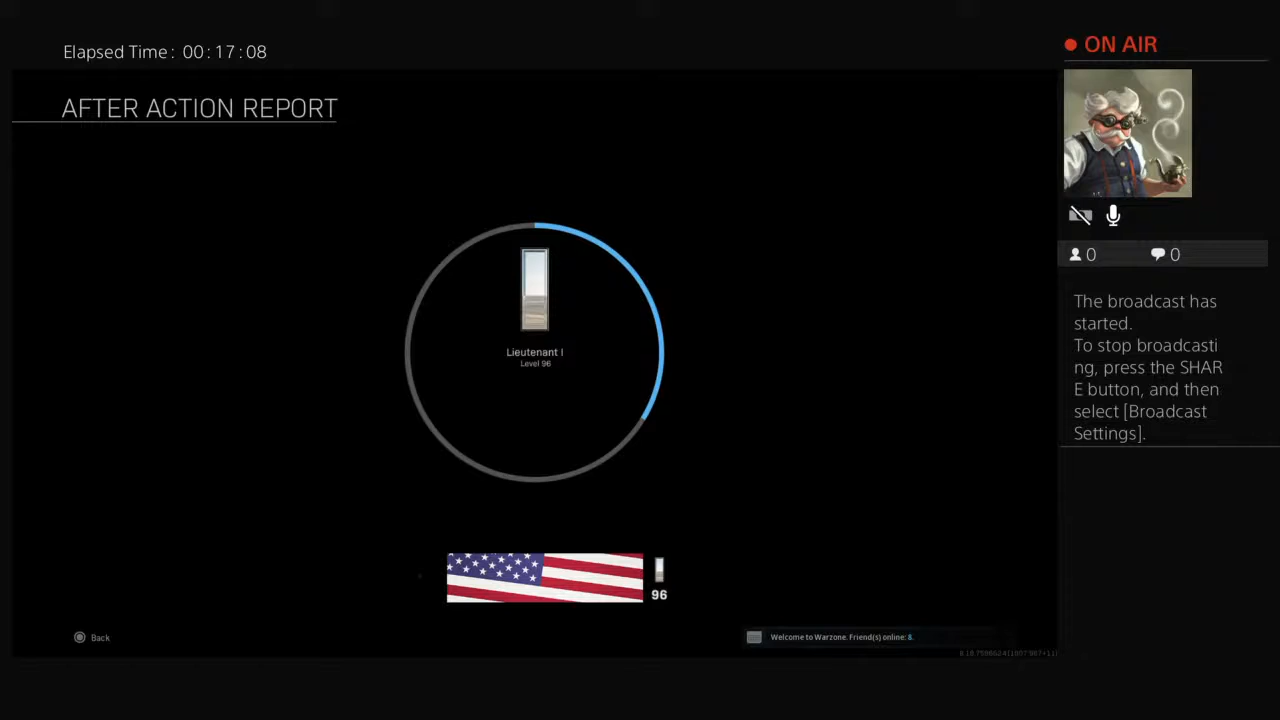 Elapsed Time: 00:17:08
ON AIR
AFTER ACTION REPORT
0
0
The broadcast has
started.
To stop broadcasti
ng, press the SHAR
E button, and then
select [Broadcast
Settings].
Lieutenant I
Level 96
96
Back
Welcome to Warzone. Friend(s) online: 8.